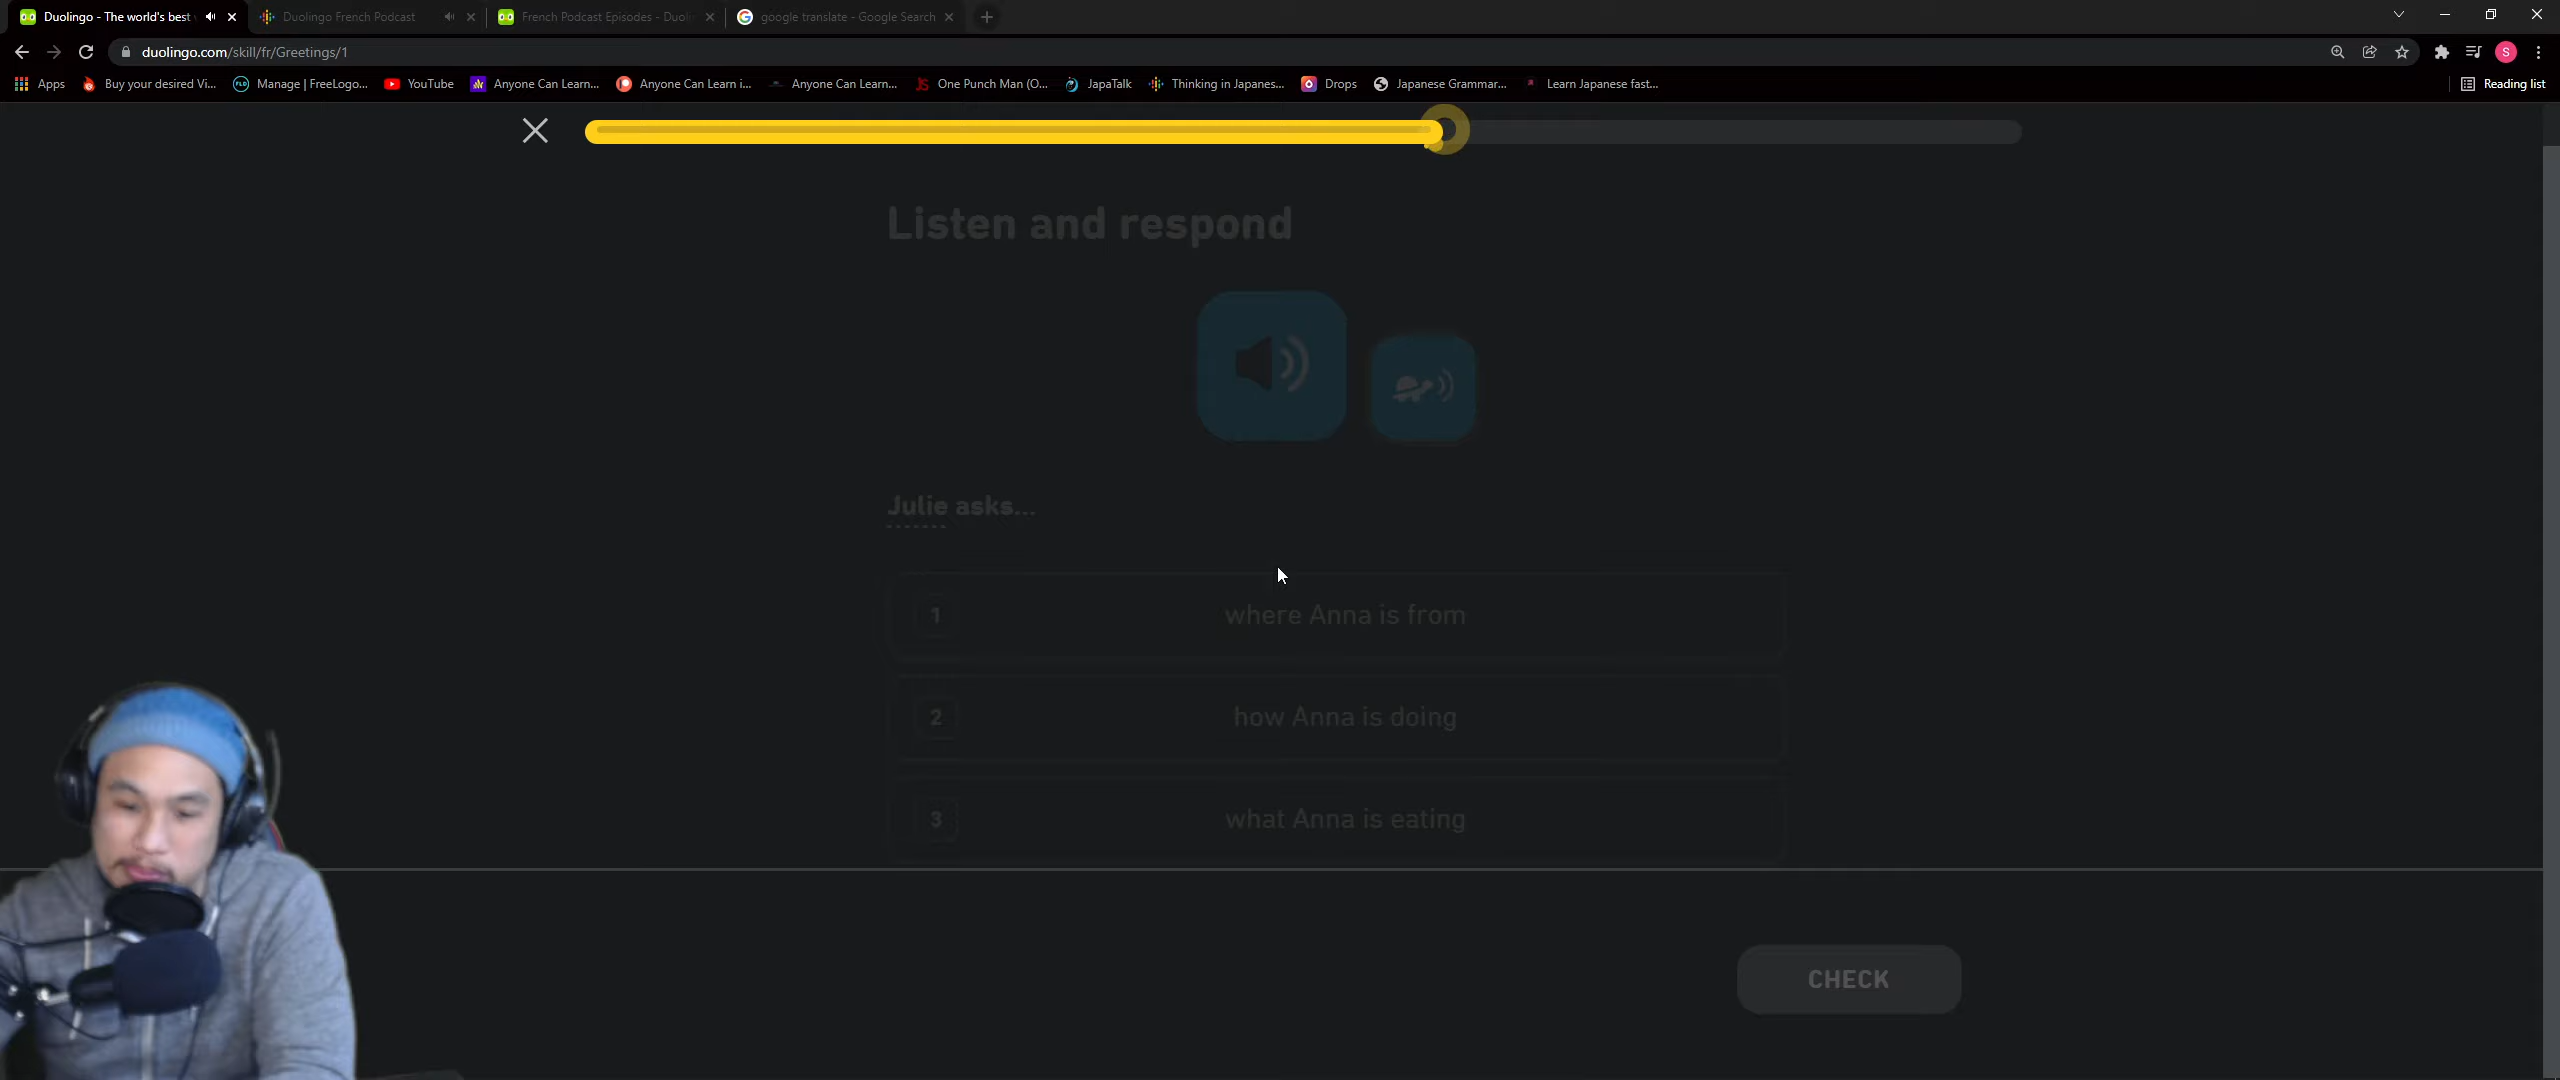 Duolingo - The world's best
Duolingo French Podcast
French Podcast Episodes - Duoli
google translate - Google Search
duolingo.com/skill/fr/Greetings/1
S
Apps
Buy your desired Vi...
FLD
Manage | FreeLogo...
YouTube
Anyone Can Learn...
Anyone Can Learn i...
Anyone Can Learn...
One Punch Man (O...
JapaTalk
Thinking in Japanes...
Drops
Japanese Grammar...
Learn Japanese fast...
Reading list
Listen and respond
Julie asks...
1 where Anna is from
2 how Anna is doing
3 what Anna is eating
CHECK